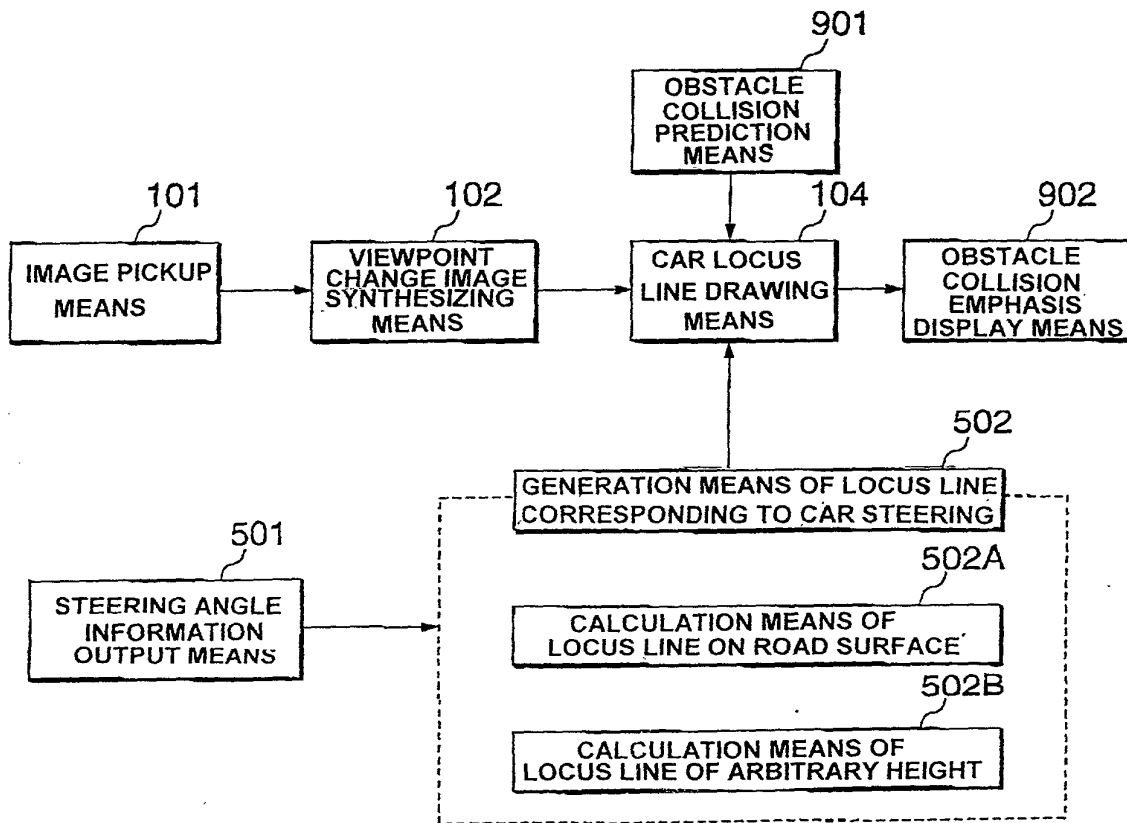 901
OBSTACLE
COLLISION
PREDICTION
MEANS
101
IMAGE PICKUP
MEANS
102
VIEWPOINT
CHANGE IMAGE
SYNTHESIZING
MEANS
104
CAR LOCUS
LINE DRAWING
MEANS
902
OBSTACLE
COLLISION
EMPHASIS
DISPLAY MEANS
502
GENERATION MEANS OF LOCUS LINE
CORRESPONDING TO CAR STEERING
501
STEERING ANGLE
INFORMATION
OUTPUT MEANS
502A
CALCULATION MEANS OF
LOCUS LINE ON ROAD SURFACE
502B
CALCULATION MEANS OF
LOCUS LINE OF ARBITRARY HEIGHT